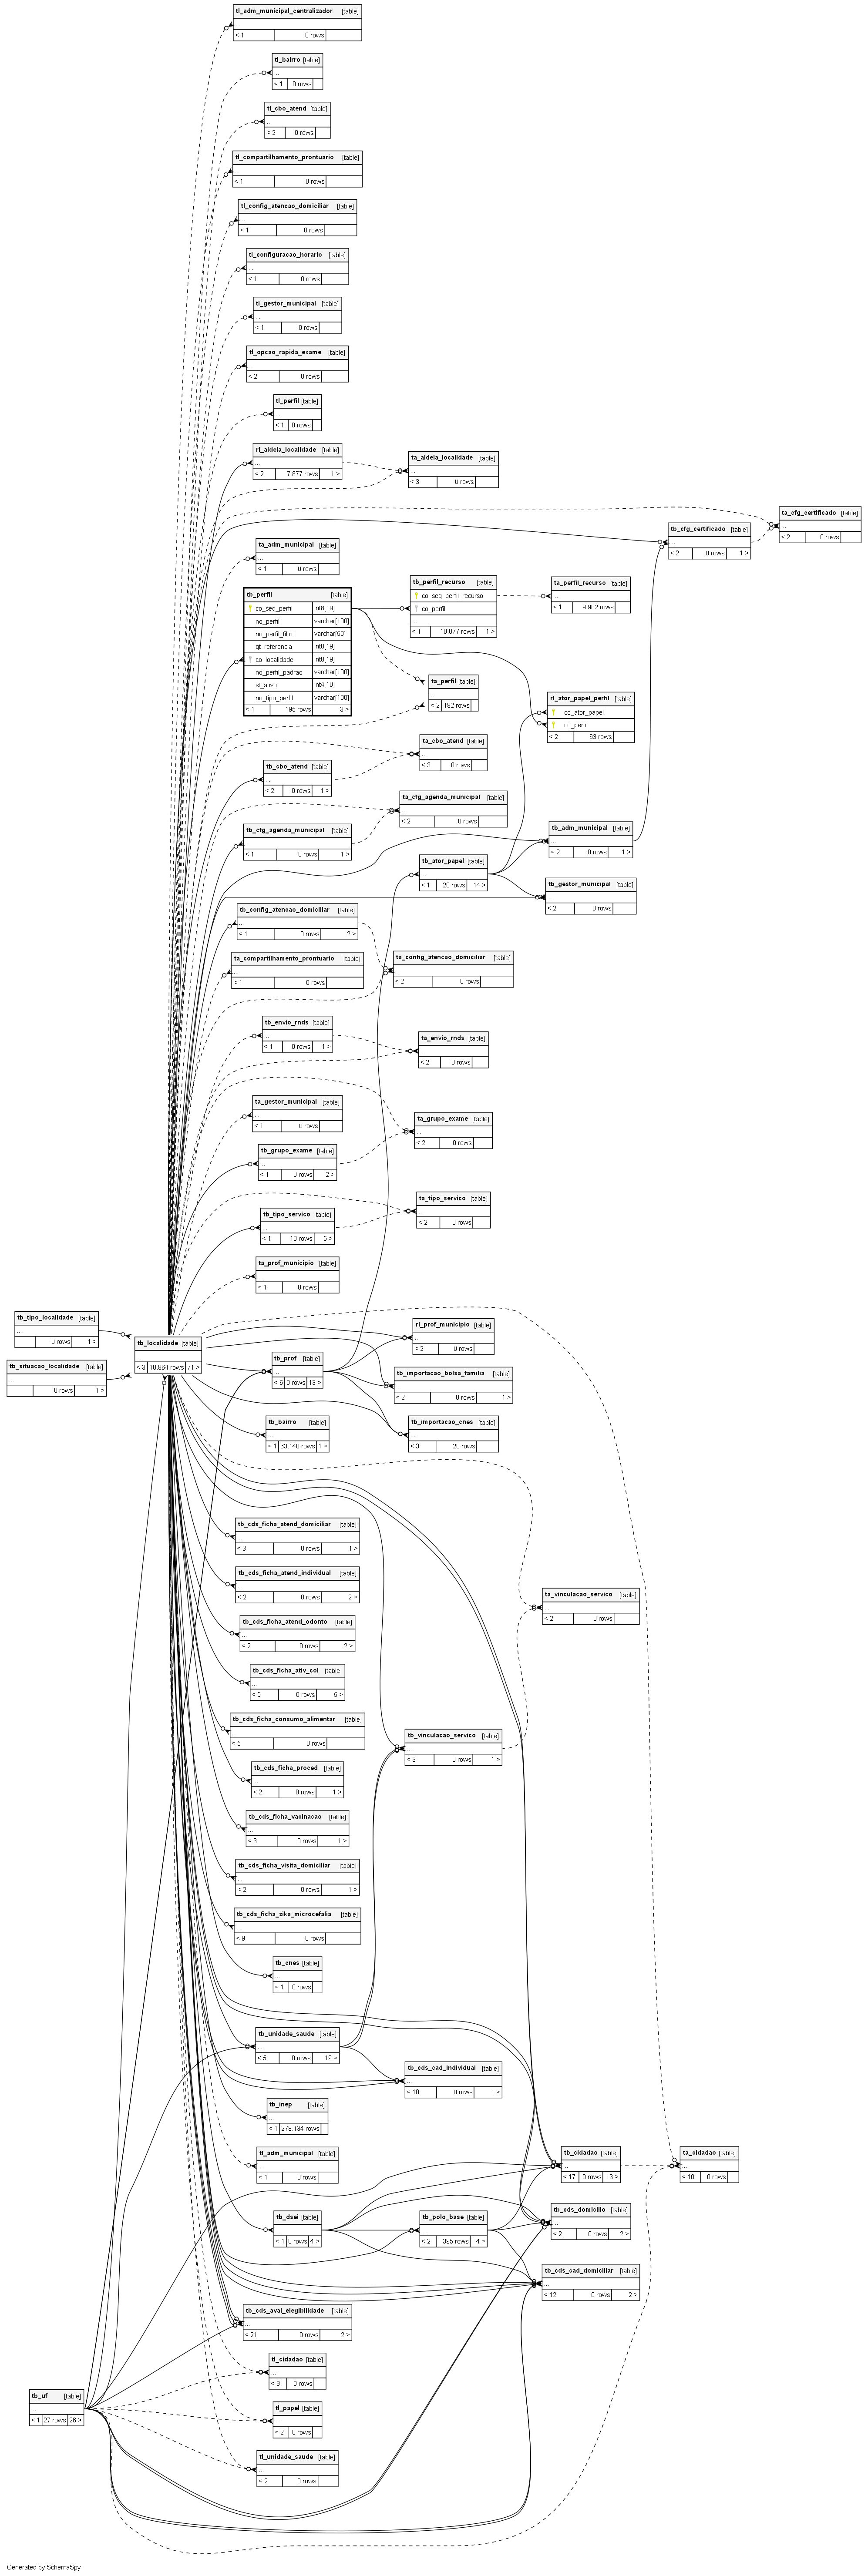 tl_adm_municipal_centralizador [table]
...
< 1 0 rows
tl_bairro [table]
...
< 1 0 rows
tl_cbo_atend [table]
...
< 2 0 rows
tl_compartilhamento_prontuario [table]
...
< 1 0 rows
tl_config_atencao_domiciliar [table]
...
< 1 0 rows
tl_configuracao_horario [table]
...
< 1 0 rows
tl_gestor_municipal [table]
...
< 1 0 rows
tl_opcao_rapida_exame [table]
...
< 2 0 rows
tl_perfil [table]
...
< 1 0 rows
rl_aldeia_localidade [table]
...
< 2 7.877 rows 1 >
ta_aldeia_localidade [table]
...
< 3 0 rows
ta_cfg_certificado [table]
...
< 2 0 rows
tb_cfg_certificado [table]
...
< 2 0 rows 1 >
ta_adm_municipal [table]
...
< 1 0 rows
tb_perfil [table]
co_seq_perfil int8[19]
no_perfil varchar[100]
no_perfil_filtro varchar[50]
qt_referencia int8[19]
co_localidade int8[19]
no_perfil_padrao varchar[100]
st_ativo int4[10]
no_tipo_perfil varchar[100]
< 1 195 rows 3 >
tb_perfil_recurso [table]
co_seq_perfil_recurso
co_perfil
...
< 1 10.077 rows 1 >
ta_perfil_recurso [table]
...
< 1 9.982 rows
ta_perfil [table]
...
< 2 192 rows
rl_ator_papel_perfil [table]
co_ator_papel
co_perfil
< 2 63 rows
ta_cbo_atend [table]
...
< 3 0 rows
tb_cbo_atend [table]
...
< 2 0 rows 1 >
ta_cfg_agenda_municipal [table]
...
< 2 0 rows
tb_cfg_agenda_municipal [table]
...
< 1 0 rows 1 >
tb_adm_municipal [table]
...
< 2 0 rows 1 >
tb_ator_papel [table]
...
< 1 20 rows 14 >
tb_gestor_municipal [table]
...
< 2 0 rows
tb_config_atencao_domiciliar [table]
...
< 1 0 rows 2 >
ta_compartilhamento_prontuario [table]
...
< 1 0 rows
ta_config_atencao_domiciliar [table]
...
< 2 0 rows
tb_envio_rnds [table]
...
< 1 0 rows 1 >
ta_envio_rnds [table]
...
< 2 0 rows
ta_gestor_municipal [table]
...
< 1 0 rows
ta_grupo_exame [table]
...
< 2 0 rows
tb_grupo_exame [table]
...
< 1 0 rows 2 >
ta_tipo_servico [table]
...
< 2 0 rows
tb_tipo_servico [table]
...
< 1 10 rows 5 >
ta_prof_municipio [table]
...
< 1 0 rows
tb_tipo_localidade [table]
...
0 rows 1 >
tb_situacao_localidade [table]
...
0 rows 1 >
tb_localidade [table]
...
< 3 10.984 rows 71 >
rl_prof_municipio [table]
...
< 2 0 rows
tb_prof [table]
...
< 6 0 rows 13 >
tb_importacao_bolsa_familia [table]
...
< 2 0 rows 1 >
tb_bairro [table]
...
< 1 63.148 rows 1 >
tb_importacao_cnes [table]
...
< 3 28 rows
tb_cds_ficha_atend_domiciliar [table]
...
< 3 0 rows 1 >
tb_cds_ficha_atend_individual [table]
...
< 2 0 rows 2 >
ta_vinculacao_servico [table]
...
< 2 0 rows
tb_cds_ficha_atend_odonto [table]
...
< 2 0 rows 2 >
tb_cds_ficha_ativ_col [table]
...
< 5 0 rows 5 >
tb_cds_ficha_consumo_alimentar [table]
...
< 5 0 rows
tb_vinculacao_servico [table]
...
< 3 0 rows 1 >
tb_cds_ficha_proced [table]
...
< 2 0 rows 1 >
tb_cds_ficha_vacinacao [table]
...
< 3 0 rows 1 >
tb_cds_ficha_visita_domiciliar [table]
...
< 2 0 rows 1 >
tb_cds_ficha_zika_microcefalia [table]
...
< 9 0 rows
tb_cnes [table]
...
< 1 0 rows
tb_unidade_saude [table]
...
< 5 0 rows 19 >
tb_cds_cad_individual [table]
...
< 10 0 rows 1 >
tb_inep [table]
...
< 1 278.134 rows
tl_adm_municipal [table]
...
< 1 0 rows
tb_cidadao [table]
...
< 17 0 rows 13 >
ta_cidadao [table]
...
< 10 0 rows
tb_dsei [table]
...
< 1 0 rows 4 >
tb_polo_base [table]
...
< 2 385 rows 4 >
tb_cds_domicilio [table]
...
< 21 0 rows 2 >
tb_cds_cad_domiciliar [table]
...
< 12 0 rows 2 >
tb_cds_aval_elegibilidade [table]
...
< 21 0 rows 2 >
tl_cidadao [table]
...
< 9 0 rows
tb_uf [table]
...
< 1 27 rows 26 >
tl_papel [table]
...
< 2 0 rows
tl_unidade_saude [table]
...
< 2 0 rows
Generated by SchemaSpy